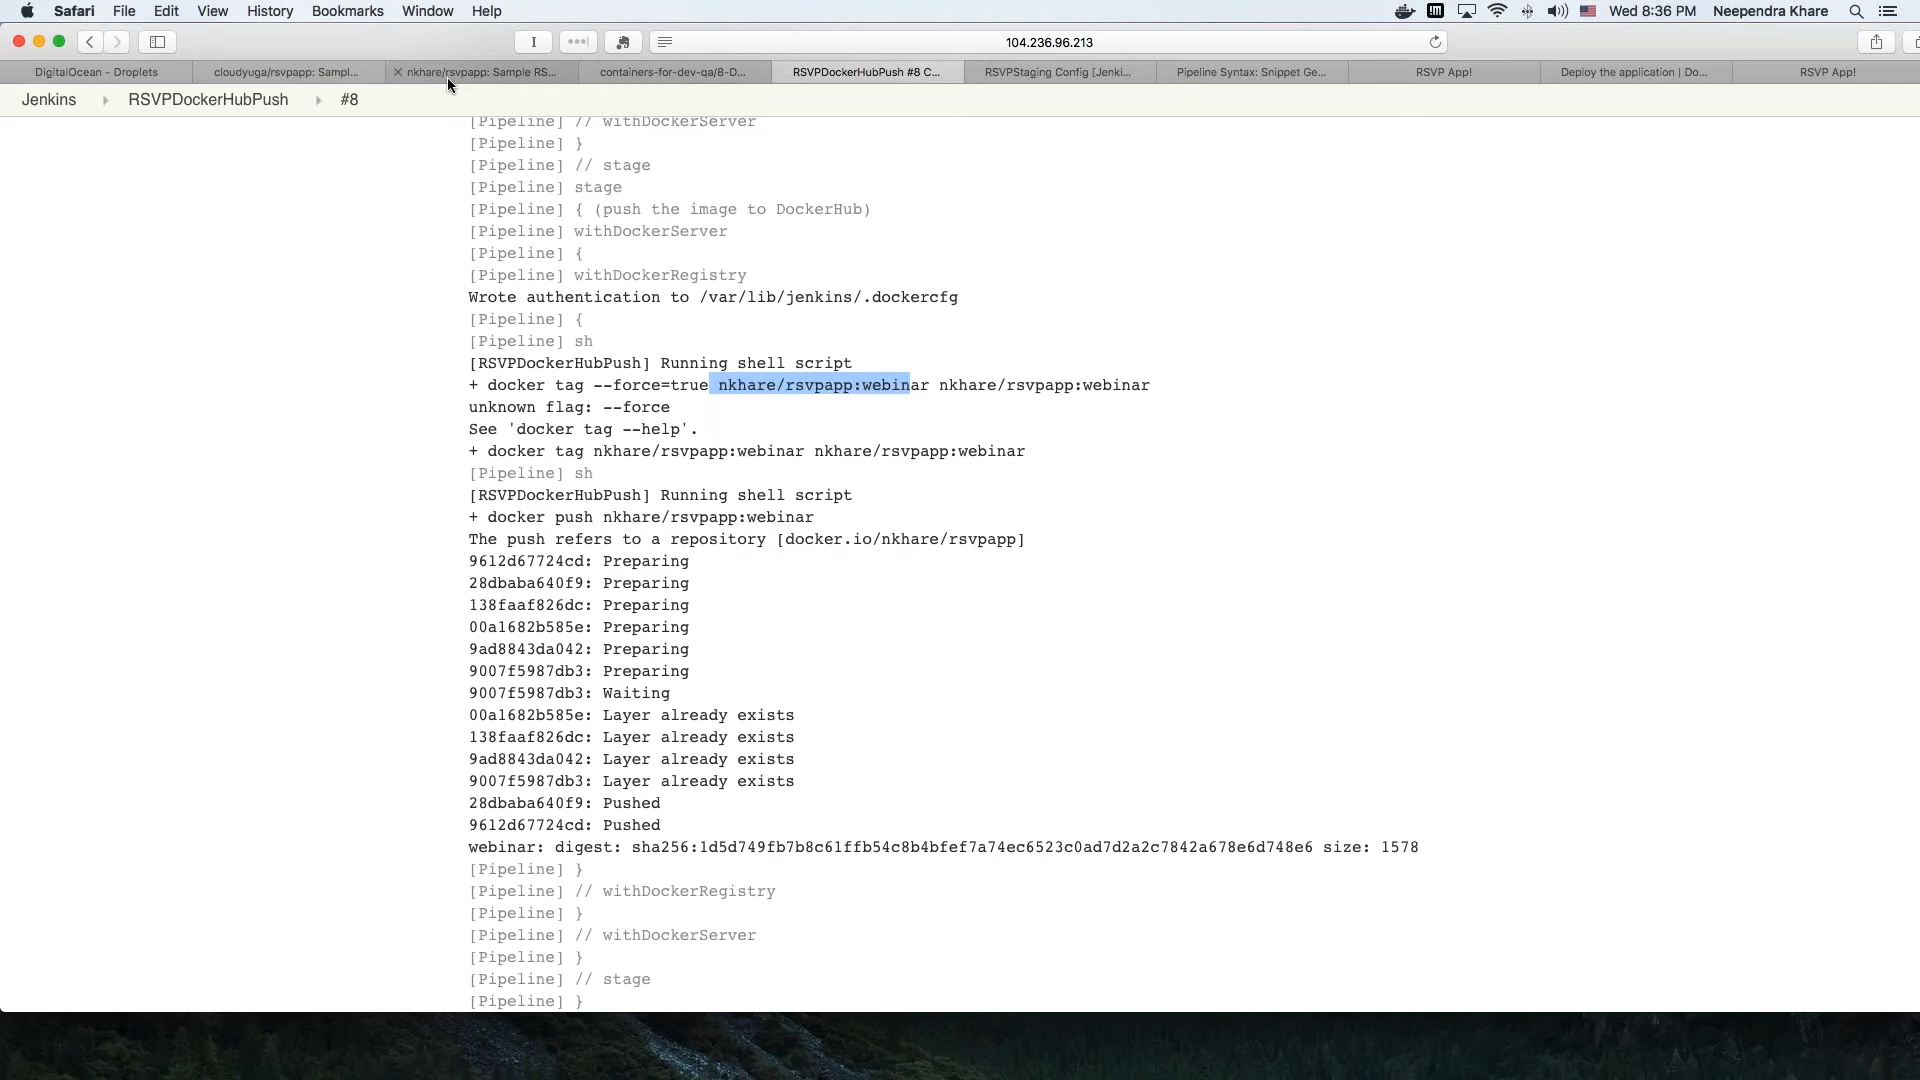 Safari File Edit View History Bookmarks Window Help Wed 8:36 PM Neependra Khare
104.236.96.213
DigitalOcean - Droplets cloudyuga/rsvpapp: Sampl... nkhare/rsvpapp: Sample RS... containers-for-dev-qa/8-D... RSVPDockerHubPush #8 C... RSVPStaging Config [Jenki... Pipeline Syntax: Snippet Ge... RSVP App! Deploy the application | Do... RSVP App!
Jenkins RSVPDockerHubPush #8
[Pipeline] // withDockerServer
[Pipeline] }
[Pipeline] // stage
[Pipeline] stage
[Pipeline] { (push the image to DockerHub)
[Pipeline] withDockerServer
[Pipeline] {
[Pipeline] withDockerRegistry
Wrote authentication to /var/lib/jenkins/.dockercfg
[Pipeline] {
[Pipeline] sh
[RSVPDockerHubPush] Running shell script
+ docker tag --force=true nkhare/rsvpapp:webinar nkhare/rsvpapp:webinar
unknown flag: --force
See 'docker tag --help'.
+ docker tag nkhare/rsvpapp:webinar nkhare/rsvpapp:webinar
[Pipeline] sh
[RSVPDockerHubPush] Running shell script
+ docker push nkhare/rsvpapp:webinar
The push refers to a repository [docker.io/nkhare/rsvpapp]
9612d67724cd: Preparing
28dbaba640f9: Preparing
138faaf826dc: Preparing
00a1682b585e: Preparing
9ad8843da042: Preparing
9007f5987db3: Preparing
9007f5987db3: Waiting
00a1682b585e: Layer already exists
138faaf826dc: Layer already exists
9ad8843da042: Layer already exists
9007f5987db3: Layer already exists
28dbaba640f9: Pushed
9612d67724cd: Pushed
webinar: digest: sha256:1d5d749fb7b8c61ffb54c8b4bfef7a74ec6523c0ad7d2a2c7842a678e6d748e6 size: 1578
[Pipeline] }
[Pipeline] // withDockerRegistry
[Pipeline] }
[Pipeline] // withDockerServer
[Pipeline] }
[Pipeline] // stage
[Pipeline] }